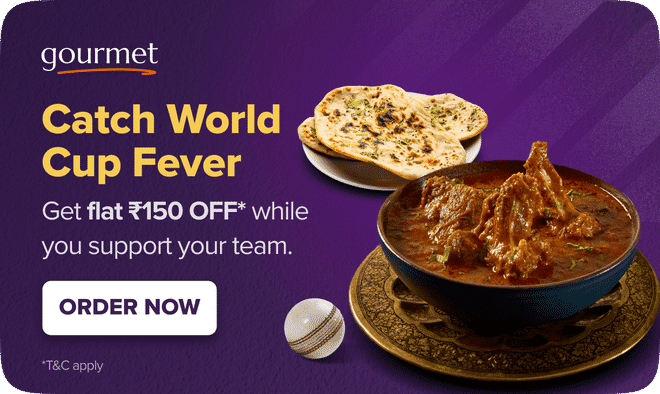 gourmet
Catch World
Cup Fever
Get flat ₹150 OFF* while
you support your team.
ORDER NOW
*T&C apply